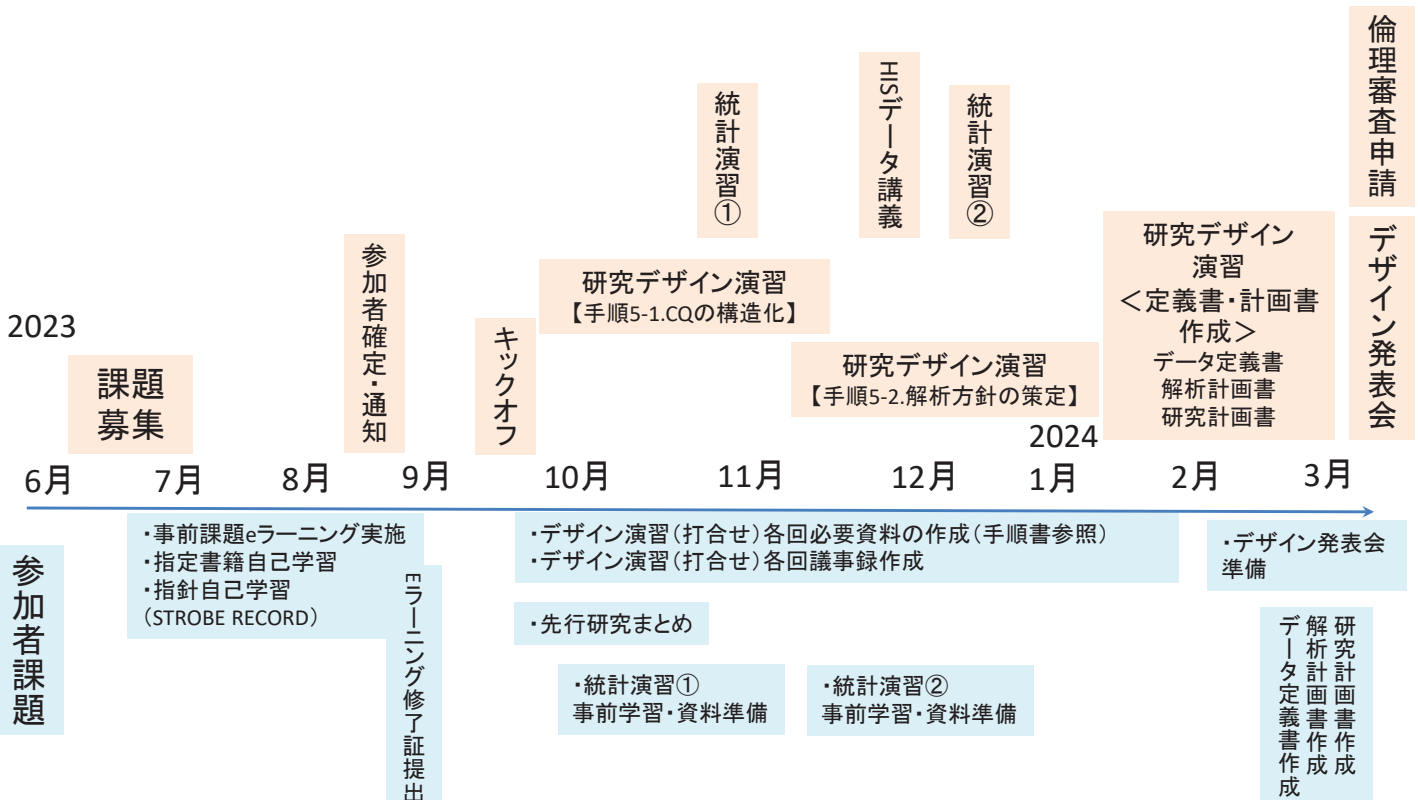 倫理審査申請
統計演習①
HISデータ講義
統計演習②
デザイン発表会
参加者確定・通知
研究デザイン演習
【手順5-1.CQの構造化】
研究デザイン
演習
＜定義書・計画書
作成＞
データ定義書
解析計画書
研究計画書
2023
キックオフ
課題
募集
研究デザイン演習
【手順5-2.解析方針の策定】
2024
6月
7月
8月
9月
10月
11月
12月
1月
2月
3月
参加者課題
・事前課題eラーニング実施
・指定書籍自己学習
・指針自己学習
（STROBE RECORD）
Eラーニング修了証提出
・デザイン演習（打合せ）各回必要資料の作成（手順書参照）
・デザイン演習（打合せ）各回議事録作成
・先行研究まとめ
・統計演習①
事前学習・資料準備
・統計演習②
事前学習・資料準備
・デザイン発表会
準備
研究計画書作成
解析計画書作成
データ定義書作成